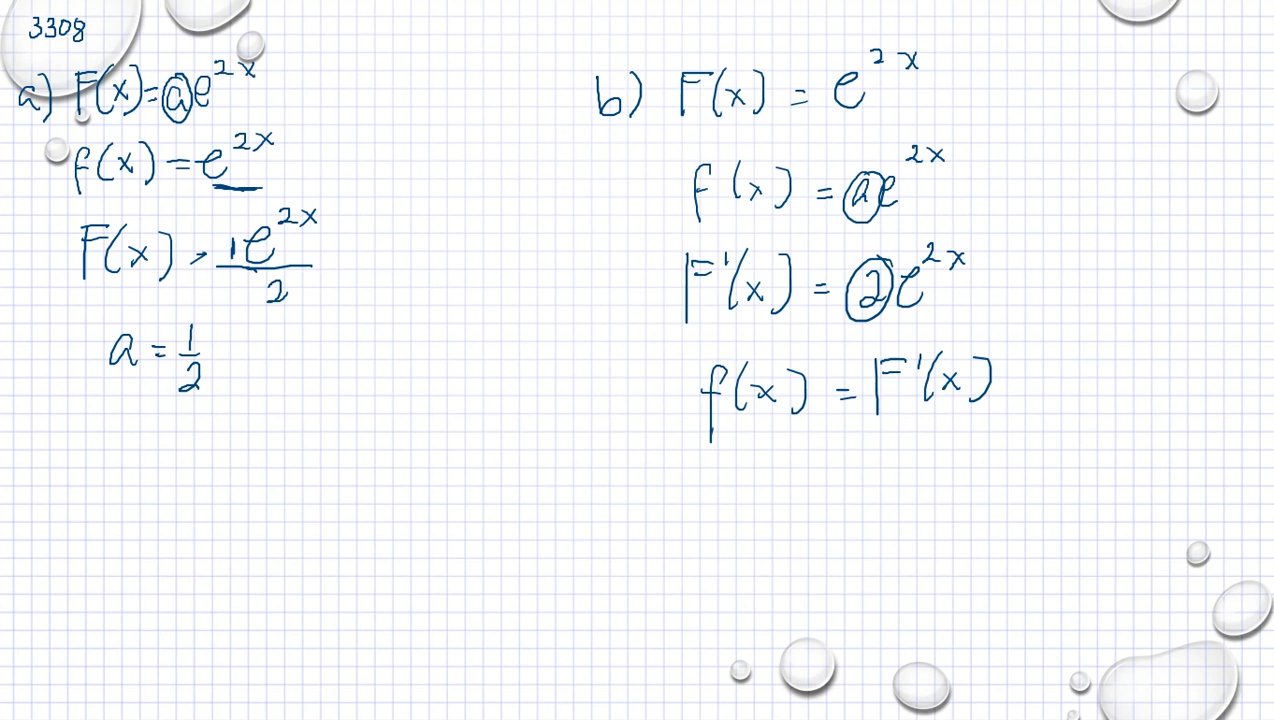 3308
a) F(x) = ae^{2x}
f(x) = e^{2x}
F(x) = 1e^{2x}/2
a = 1/2
b) F(x) = e^{2x}
f(x) = ae^{2x}
F'(x) = 2e^{2x}
f(x) = F'(x)